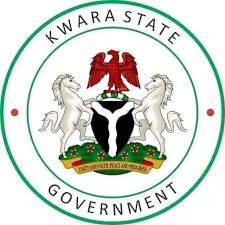 KWARA STATE
UNITY AND FAITH, PEACE AND PROGRESS
GOVERNMENT